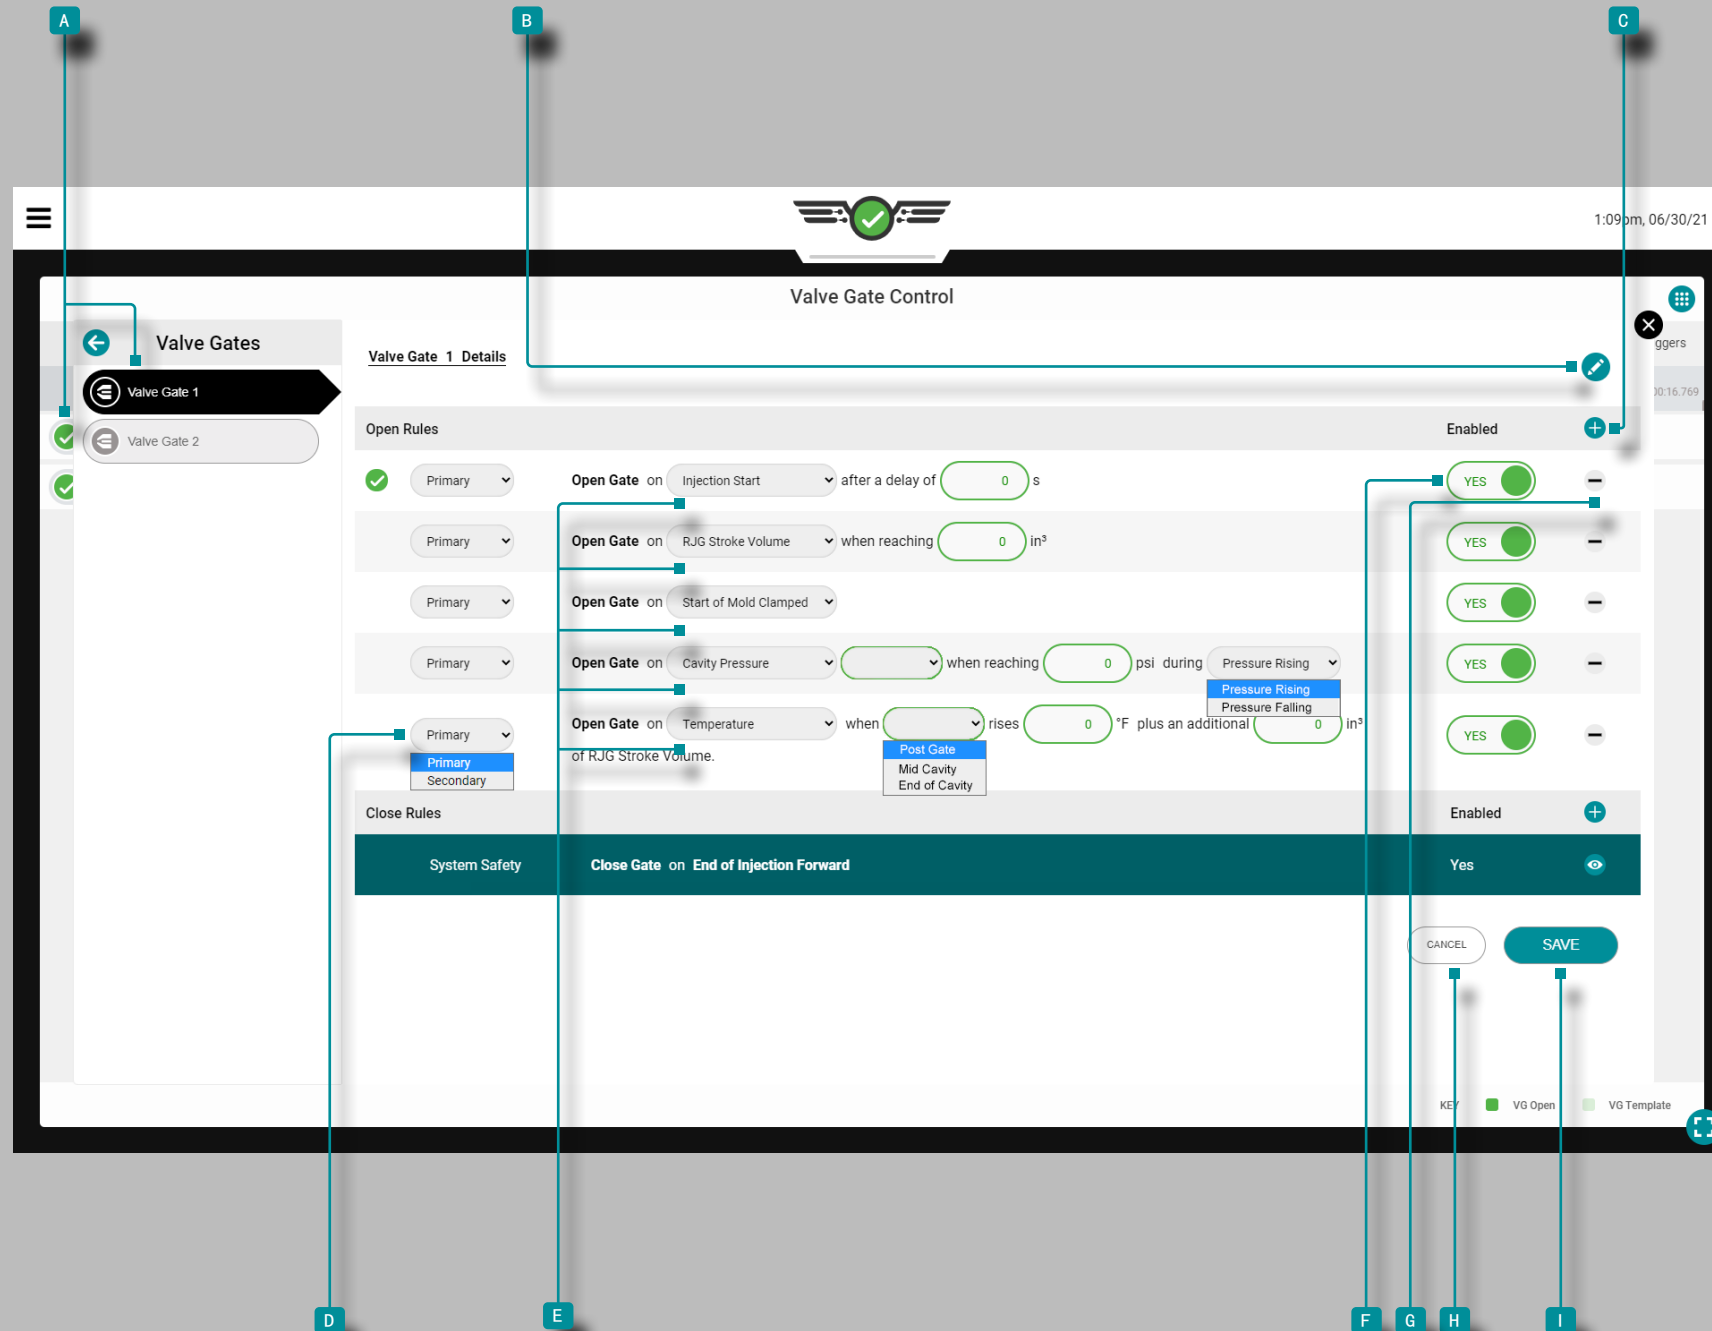 A B C
1:09pm, 06/30/21
Valve Gate Control
Valve Gates
Valve Gate 1 Details
ggers
Valve Gate 1
00:16.769
Valve Gate 2
Open Rules Enabled
Primary Open Gate on Injection Start after a delay of 0 s YES
Primary Open Gate on RJG Stroke Volume when reaching 0 in³ YES
Primary Open Gate on Start of Mold Clamped YES
Primary Open Gate on Cavity Pressure when reaching 0 psi during Pressure Rising YES
Pressure Rising
Pressure Falling
Primary Open Gate on Temperature when rises 0 °F plus an additional 0 in³ YES
of RJG Stroke Volume.
Primary
Secondary
Post Gate
Mid Cavity
End of Cavity
Close Rules Enabled
System Safety Close Gate on End of Injection Forward Yes
CANCEL SAVE
KEY VG Open VG Template
D E F G H I